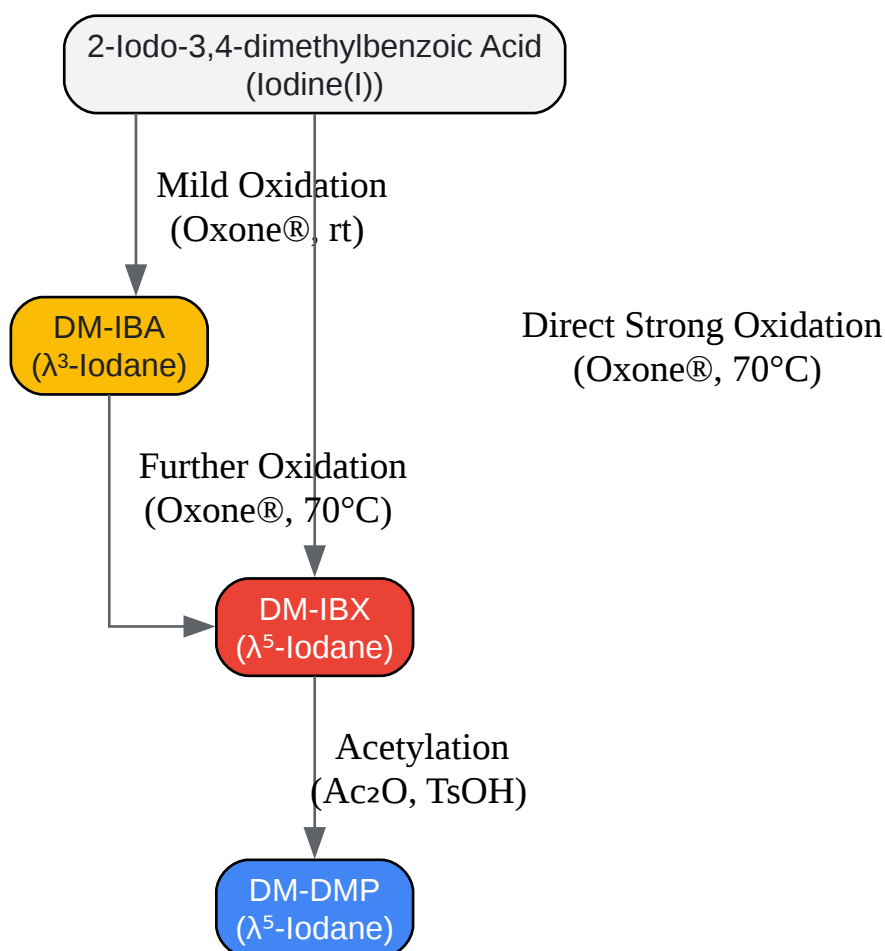 2-Iodo-3,4-dimethylbenzoic Acid
(Iodine(I))
Mild Oxidation
(Oxone®, rt)
DM-IBA
(λ³-Iodane)
Direct Strong Oxidation
(Oxone®, 70°C)
Further Oxidation
(Oxone®, 70°C)
DM-IBX
(λ⁵-Iodane)
Acetylation
(Ac₂O, TsOH)
DM-DMP
(λ⁵-Iodane)